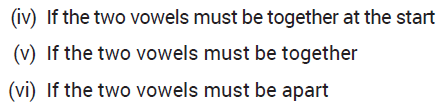 (iv) If the two vowels must be together at the start
(v) If the two vowels must be together
(vi) If the two vowels must be apart